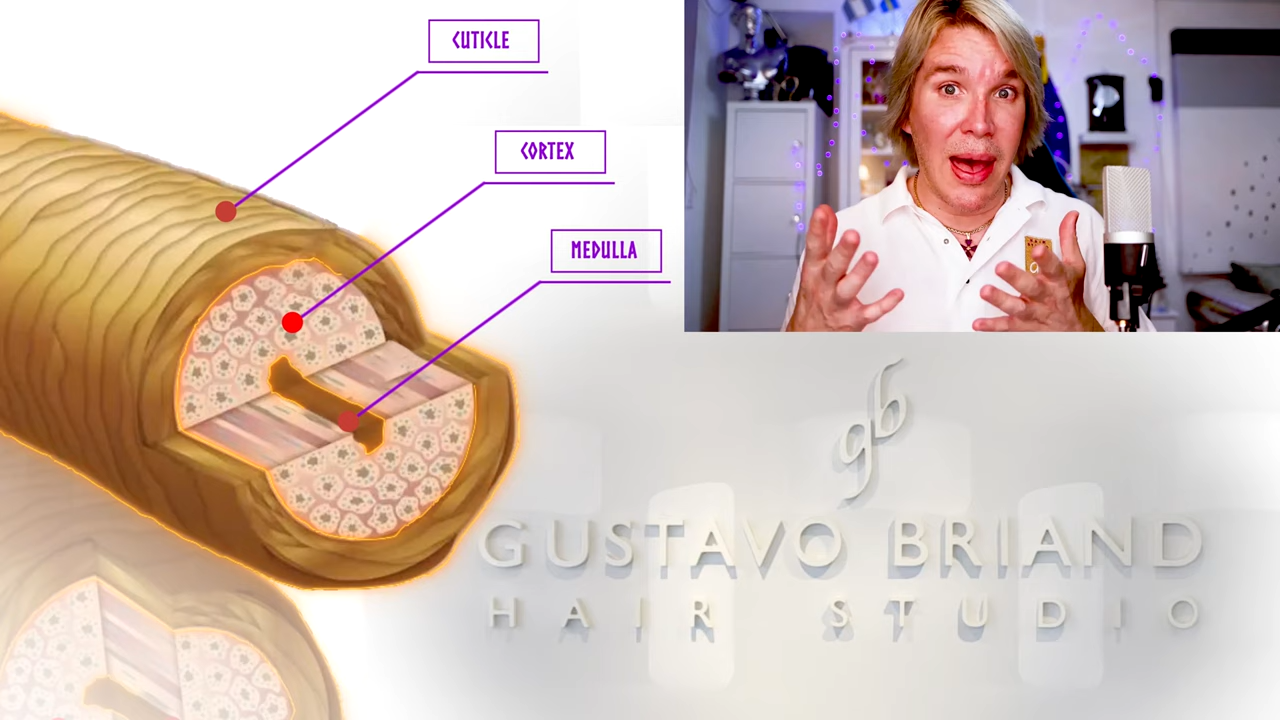 CUTICLE
CORTEX
MEDULLA
gb
GUSTAVO BRIAND
HAIR STUDIO